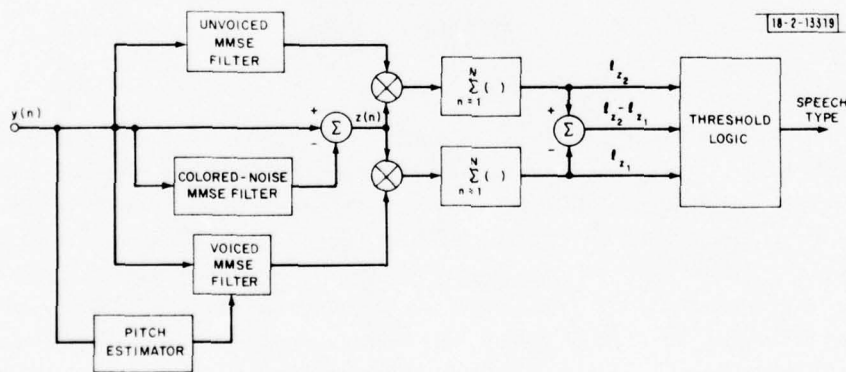 18-2-13319
UNVOICED
MMSE
FILTER
y(n)
+
-
Σ
z(n)
COLORED-NOISE
MMSE FILTER
VOICED
MMSE
FILTER
PITCH
ESTIMATOR
N
Σ ( )
n = 1
N
Σ ( )
n = 1
ℓz2
+
Σ
ℓz2 - ℓz1
-
ℓz1
THRESHOLD
LOGIC
SPEECH
TYPE